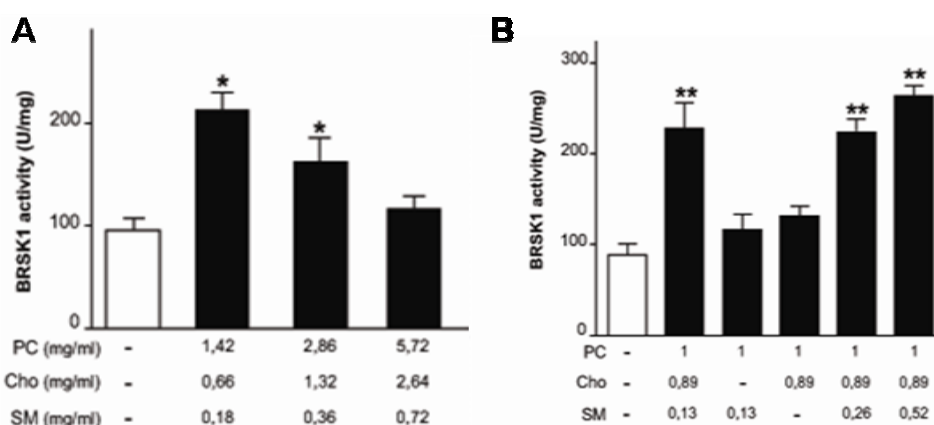 A
BRSK1 activity (U/mg)
200
100
0
*
*
PC (mg/ml) - 1,42 2,86 5,72
Cho (mg/ml) - 0,66 1,32 2,64
SM (mg/ml) - 0,18 0,36 0,72
B
BRSK1 activity (U/mg)
300
200
100
0
**
**
**
PC - 1 1 1 1 1
Cho - 0,89 - 0,89 0,89 0,89
SM - 0,13 0,13 - 0,26 0,52